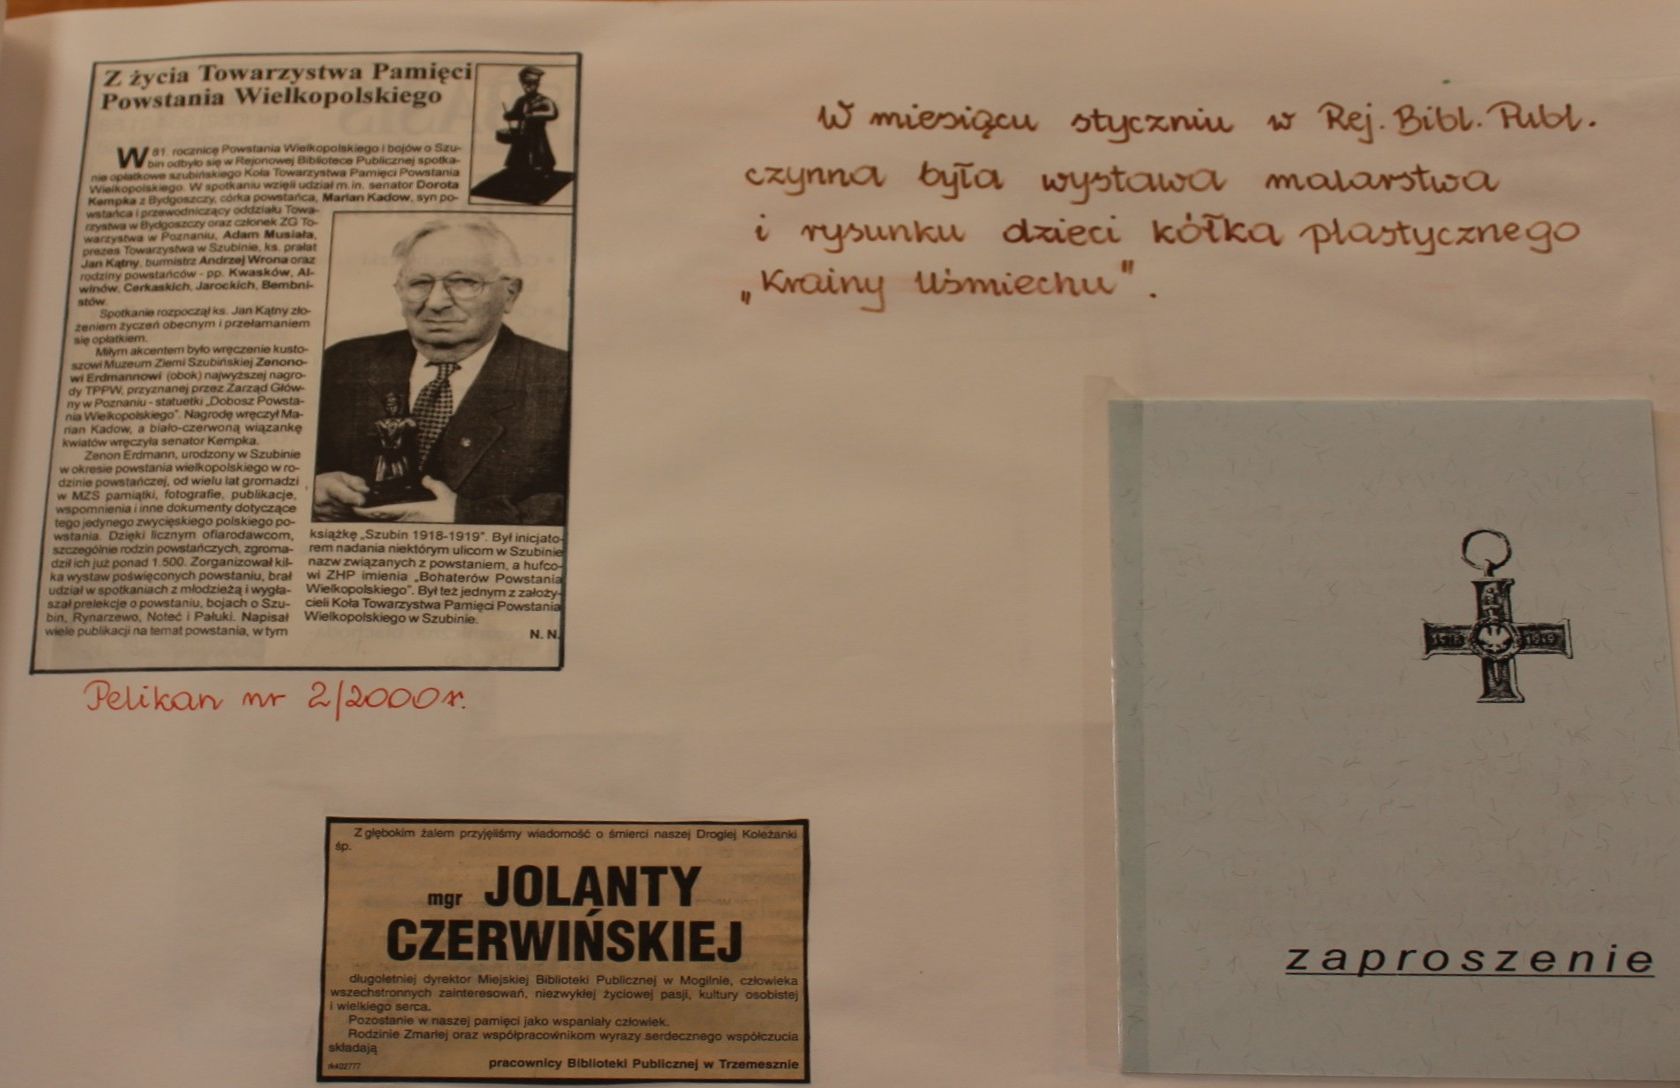 Z życia Towarzystwa Pamięci
Powstania Wielkopolskiego
W 81. rocznicę Powstania Wielkopolskiego i bojów o Szu-
bin odbyło się w Rejonowej Bibliotece Publicznej spotka-
nie opłatkowe szubińskiego Koła Towarzystwa Pamięci Powstania
Wielkopolskiego. W spotkaniu wzięli udział m.in. senator Dorota
Kempka z Bydgoszczy, córka powstańca, Marian Kadow, syn po-
wstańca i przewodniczący oddziału Towa-
rzystwa w Bydgoszczy oraz członek ZG To-
warzystwa w Poznaniu, Adam Musiała,
prezes Towarzystwa w Szubinie, ks. prałat
Jan Kątny, burmistrz Andrzej Wrona oraz
rodziny powstańców - pp. Kwasków, Al-
winów, Cerkaskich, Jarockich, Bembni-
stów.
Spotkanie rozpoczął ks. Jan Kątny zło-
żeniem życzeń obecnym i przełamaniem
się opłatkiem.
Miłym akcentem było wręczenie kusto-
szowi Muzeum Ziemi Szubińskiej Zenono-
wi Erdmannowi (obok) najwyższej nagro-
dy TPPW, przyznanej przez Zarząd Głów-
ny w Poznaniu - statuetki „Dobosz Powsta-
nia Wielkopolskiego". Nagrodę wręczył Ma-
rian Kadow, a biało-czerwoną wiązankę
kwiatów wręczyła senator Kempka.
Zenon Erdmann, urodzony w Szubinie
w okresie powstania wielkopolskiego w ro-
dzinie powstańczej, od wielu lat gromadzi
w MZS pamiątki, fotografie, publikacje,
wspomnienia i inne dokumenty dotyczące
tego jedynego zwycięskiego polskiego po-
wstania. Dzięki licznym ofiarodawcom,
szczególnie rodzin powstańczych, zgroma-
dził ich już ponad 1.500. Zorganizował kil-
ka wystaw poświęconych powstaniu, brał
udział w spotkaniach z młodzieżą i wygła-
szał prelekcje o powstaniu, bojach o Szu-
bin, Rynarzewo, Noteć i Pałuki. Napisał
wiele publikacji na temat powstania, w tym
książkę „Szubin 1918-1919". Był inicjato-
rem nadania niektórym ulicom w Szubinie
nazw związanych z powstaniem, a hufco-
wi ZHP imienia „Bohaterów Powstania
Wielkopolskiego". Był też jednym z założy-
cieli Koła Towarzystwa Pamięci Powstania
Wielkopolskiego w Szubinie.
N. N.
Pelikan nr 2/2000r.
W miesiącu styczniu w Rej. Bibl. Publ.
czynna była wystawa malarstwa
i rysunku dzieci kółka plastycznego
„Krainy Uśmiechu".
Z głębokim żalem przyjęliśmy wiadomość o śmierci naszej Drogiej Koleżanki
śp.
mgr JOLANTY
CZERWIŃSKIEJ
długoletniej dyrektor Miejskiej Biblioteki Publicznej w Mogilnie, człowieka
wszechstronnych zainteresowań, niezwykłej życiowej pasji, kultury osobistej
i wielkiego serca.
Pozostanie w naszej pamięci jako wspaniały człowiek.
Rodzinie Zmarłej oraz współpracownikom wyrazy serdecznego współczucia
składają
pracownicy Biblioteki Publicznej w Trzemesznie
1918 1919
zaproszenie